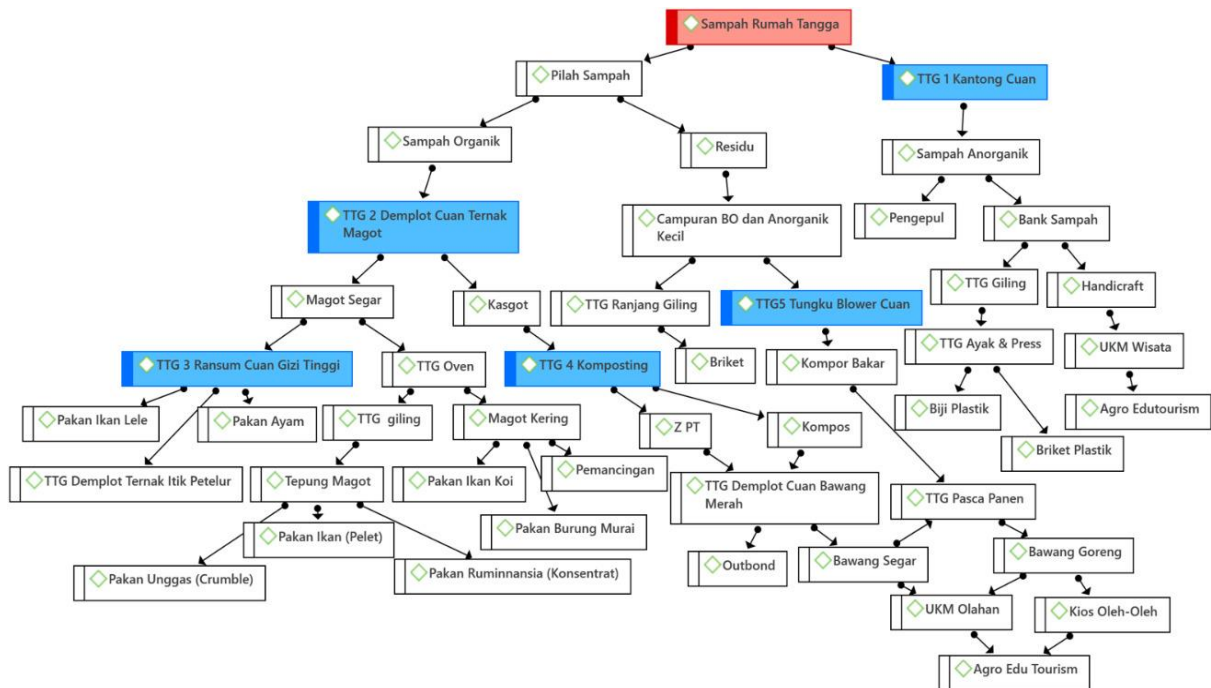 Sampah Rumah Tangga
Pilah Sampah
TTG 1 Kantong Cuan
Sampah Organik
Residu
Sampah Anorganik
TTG 2 Demplot Cuan Ternak
Magot
Campuran BO dan Anorganik
Kecil
Pengepul
Bank Sampah
Magot Segar
Kasgot
TTG Ranjang Giling
TTG5 Tungku Blower Cuan
TTG Giling
Handicraft
TTG 3 Ransum Cuan Gizi Tinggi
TTG Oven
TTG 4 Komposting
Briket
Kompor Bakar
TTG Ayak & Press
UKM Wisata
Pakan Ikan Lele
Pakan Ayam
TTG giling
Magot Kering
Z PT
Kompos
Biji Plastik
Agro Edutourism
Briket Plastik
TTG Demplot Ternak Itik Petelur
Tepung Magot
Pakan Ikan Koi
Pemancingan
TTG Demplot Cuan Bawang
Merah
TTG Pasca Panen
Pakan Ikan (Pelet)
Pakan Burung Murai
Pakan Unggas (Crumble)
Pakan Ruminnansia (Konsentrat)
Outbond
Bawang Segar
Bawang Goreng
UKM Olahan
Kios Oleh-Oleh
Agro Edu Tourism